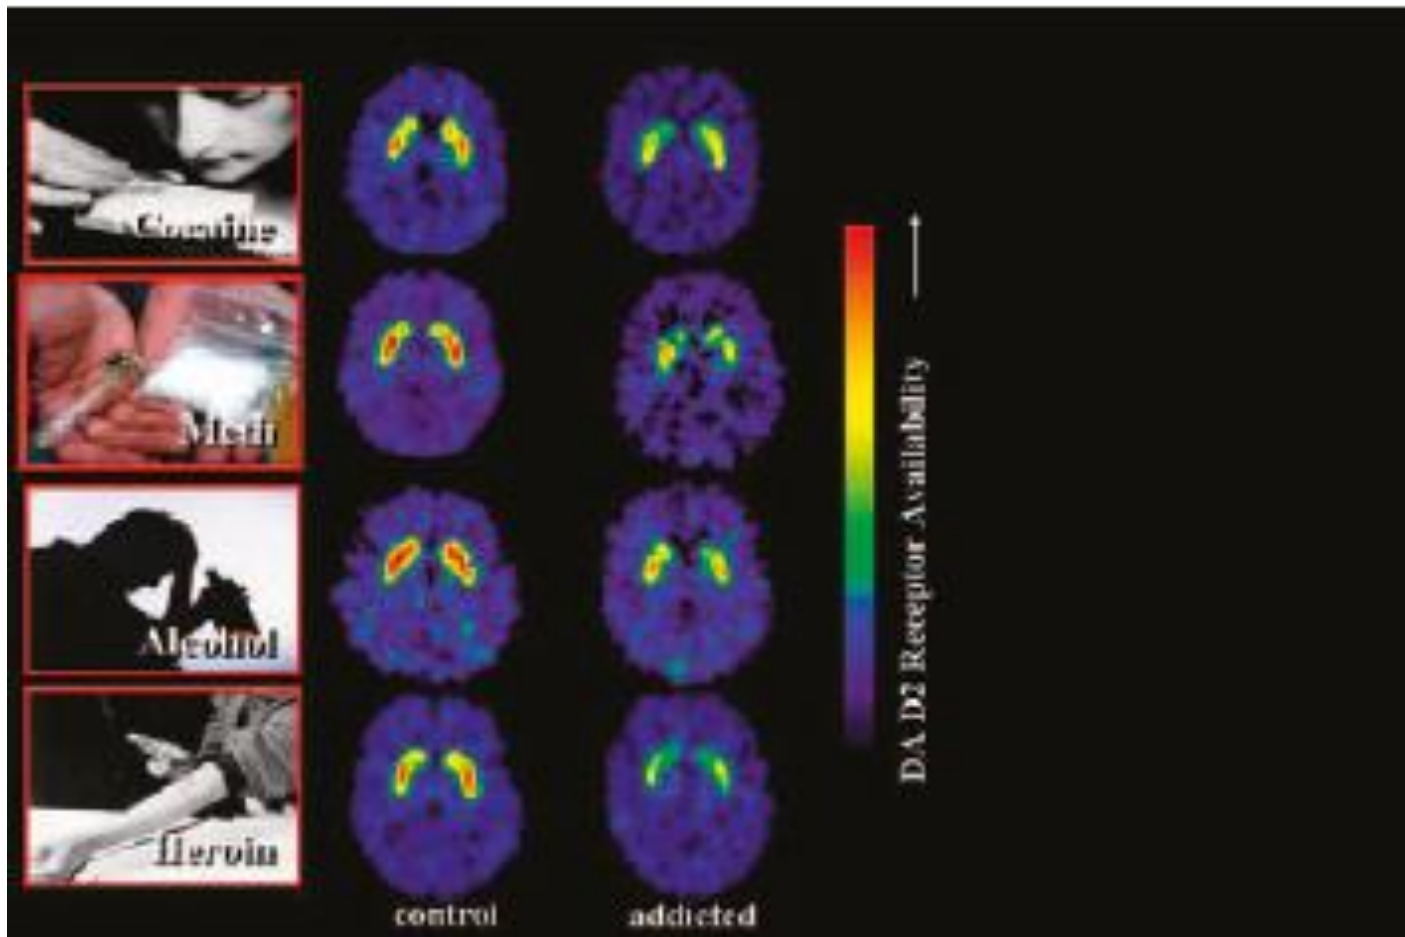 Cocaine
Meth
Alcohol
Heroin
control
addicted
DA D2 Receptor Availability